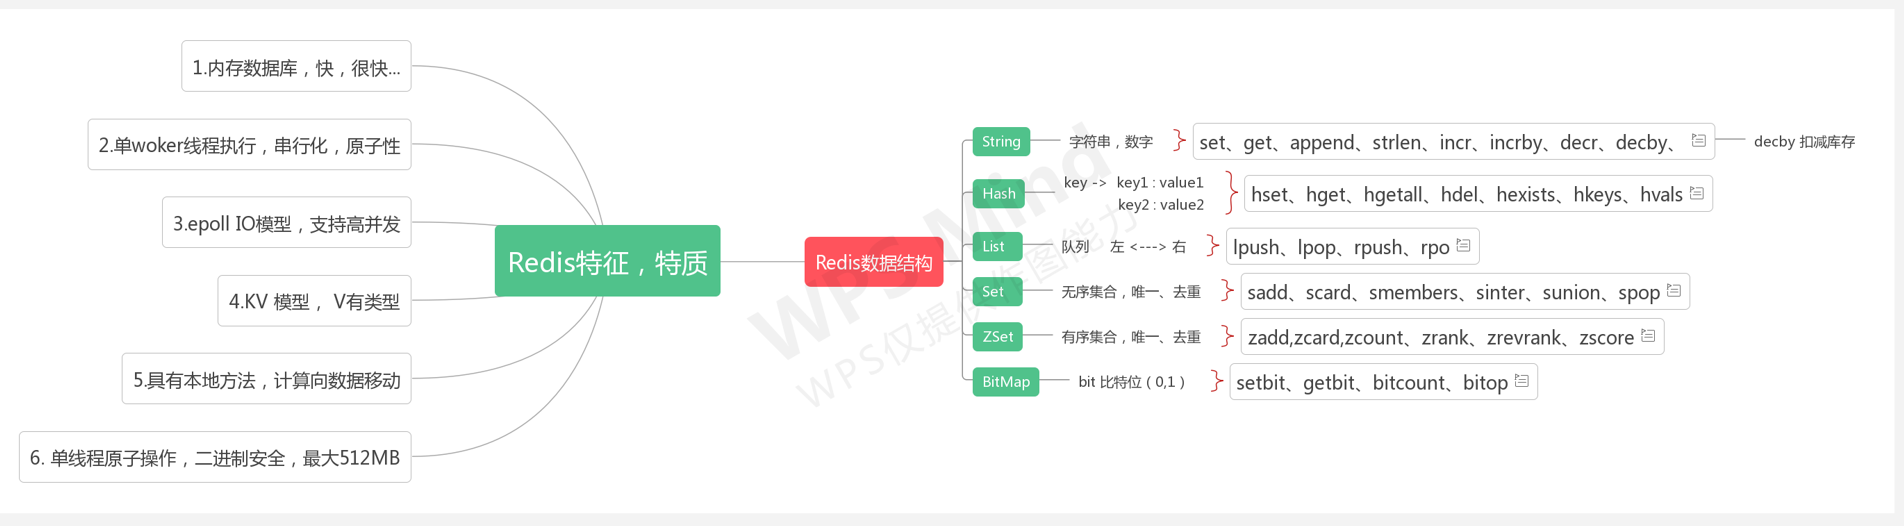 1.内存数据库，快，很快...
2.单woker线程执行，串行化，原子性
3.epoll IO模型，支持高并发
4.KV 模型， V有类型
5.具有本地方法，计算向数据移动
6. 单线程原子操作，二进制安全，最大512MB
Redis特征，特质
Redis数据结构
String 字符串，数字 set、get、append、strlen、incr、incrby、decr、decby、 decby 扣减库存
Hash key -> key1 : value1
key2 : value2
hset、hget、hgetall、hdel、hexists、hkeys、hvals
List 队列 左 <---> 右 lpush、lpop、rpush、rpo
Set 无序集合，唯一、去重 sadd、scard、smembers、sinter、sunion、spop
ZSet 有序集合，唯一、去重 zadd,zcard,zcount、zrank、zrevrank、zscore
BitMap bit 比特位（0,1） setbit、getbit、bitcount、bitop
WPS Mind
WPS仅提供作图能力